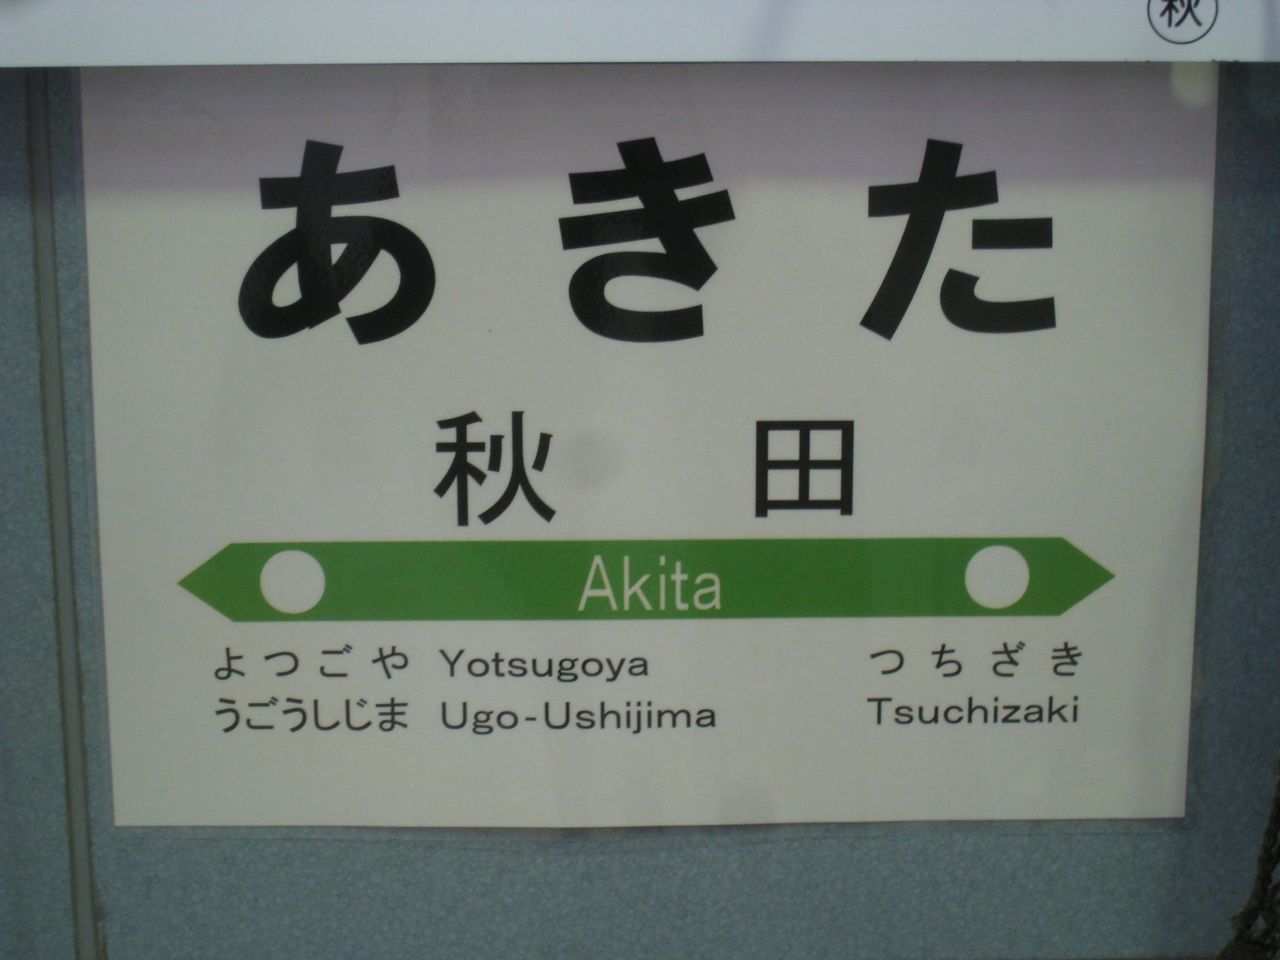 秋
あきた
秋田
Akita
よつごや Yotsugoya つちざき
うごうしじま Ugo-Ushijima Tsuchizaki